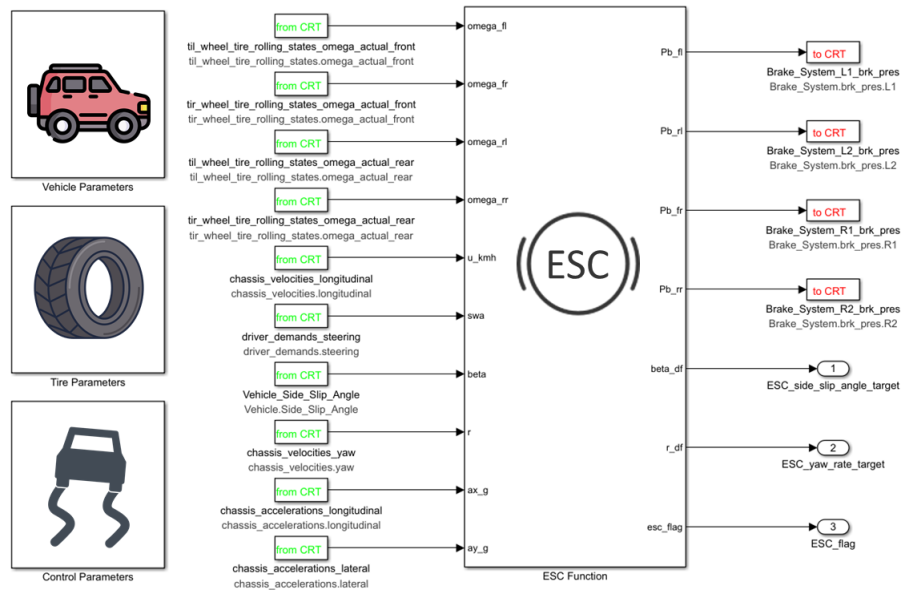 Vehicle Parameters
Tire Parameters
Control Parameters
from CRT
til_wheel_tire_rolling_states_omega_actual_front
til_wheel_tire_rolling_states.omega_actual_front
from CRT
tir_wheel_tire_rolling_states_omega_actual_front
tir_wheel_tire_rolling_states.omega_actual_front
from CRT
til_wheel_tire_rolling_states_omega_actual_rear
til_wheel_tire_rolling_states.omega_actual_rear
from CRT
tir_wheel_tire_rolling_states_omega_actual_rear
tir_wheel_tire_rolling_states.omega_actual_rear
from CRT
chassis_velocities_longitudinal
chassis_velocities.longitudinal
from CRT
driver_demands_steering
driver_demands.steering
from CRT
Vehicle_Side_Slip_Angle
Vehicle.Side_Slip_Angle
from CRT
chassis_velocities_yaw
chassis_velocities.yaw
from CRT
chassis_accelerations_longitudinal
chassis_accelerations.longitudinal
from CRT
chassis_accelerations_lateral
chassis_accelerations.lateral
omega_fl
omega_fr
omega_rl
omega_rr
u_kmh
swa
beta
r
ax_g
ay_g
ESC
ESC Function
Pb_fl
Pb_rl
Pb_fr
Pb_rr
beta_df
r_df
esc_flag
to CRT
Brake_System_L1_brk_pres
Brake_System.brk_pres.L1
to CRT
Brake_System_L2_brk_pres
Brake_System.brk_pres.L2
to CRT
Brake_System_R1_brk_pres
Brake_System.brk_pres.R1
to CRT
Brake_System_R2_brk_pres
Brake_System.brk_pres.R2
1
ESC_side_slip_angle_target
2
ESC_yaw_rate_target
3
ESC_flag